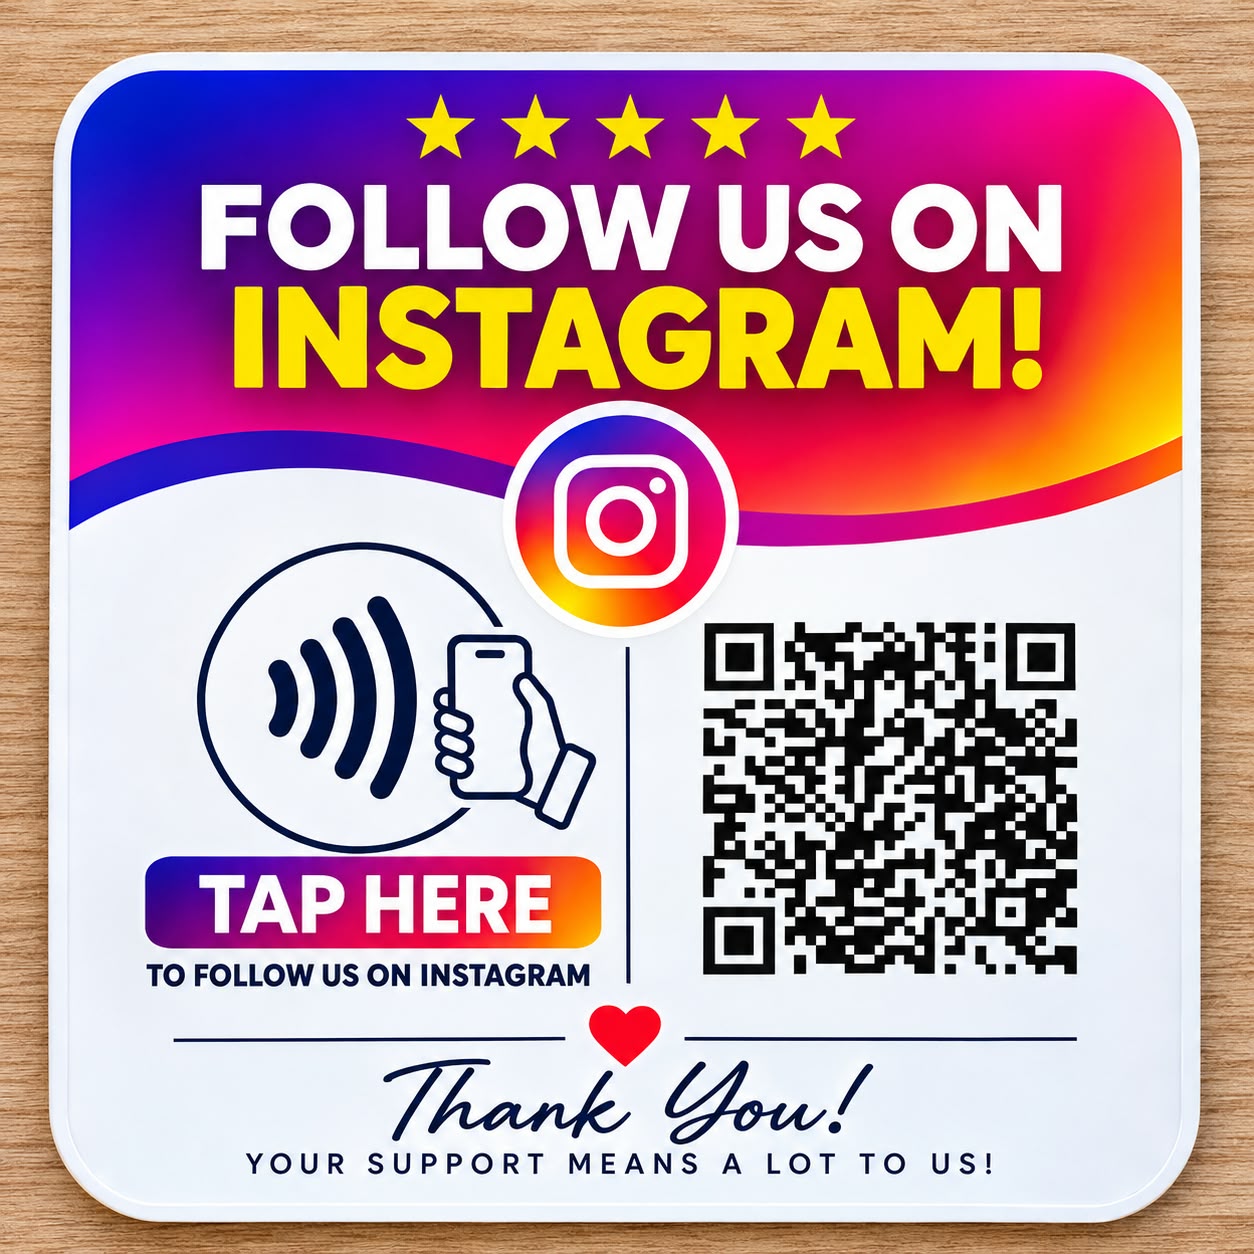 FOLLOW US ON
INSTAGRAM!
TAP HERE
TO FOLLOW US ON INSTAGRAM
Thank You!
YOUR SUPPORT MEANS A LOT TO US!